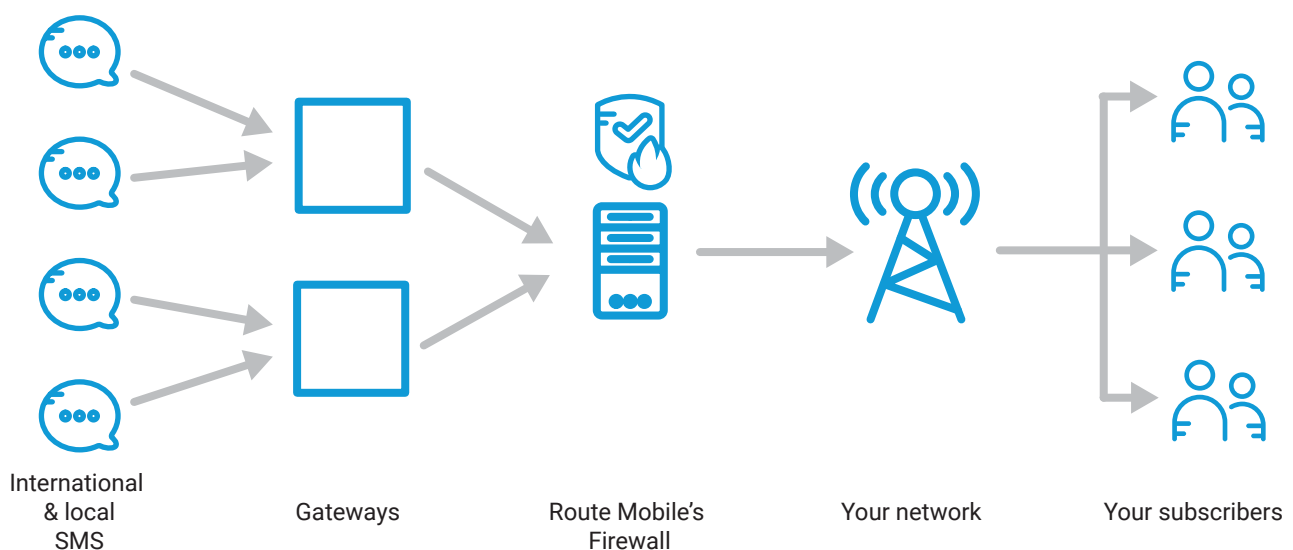 International
& local
SMS
Gateways
Route Mobile's
Firewall
Your network
Your subscribers